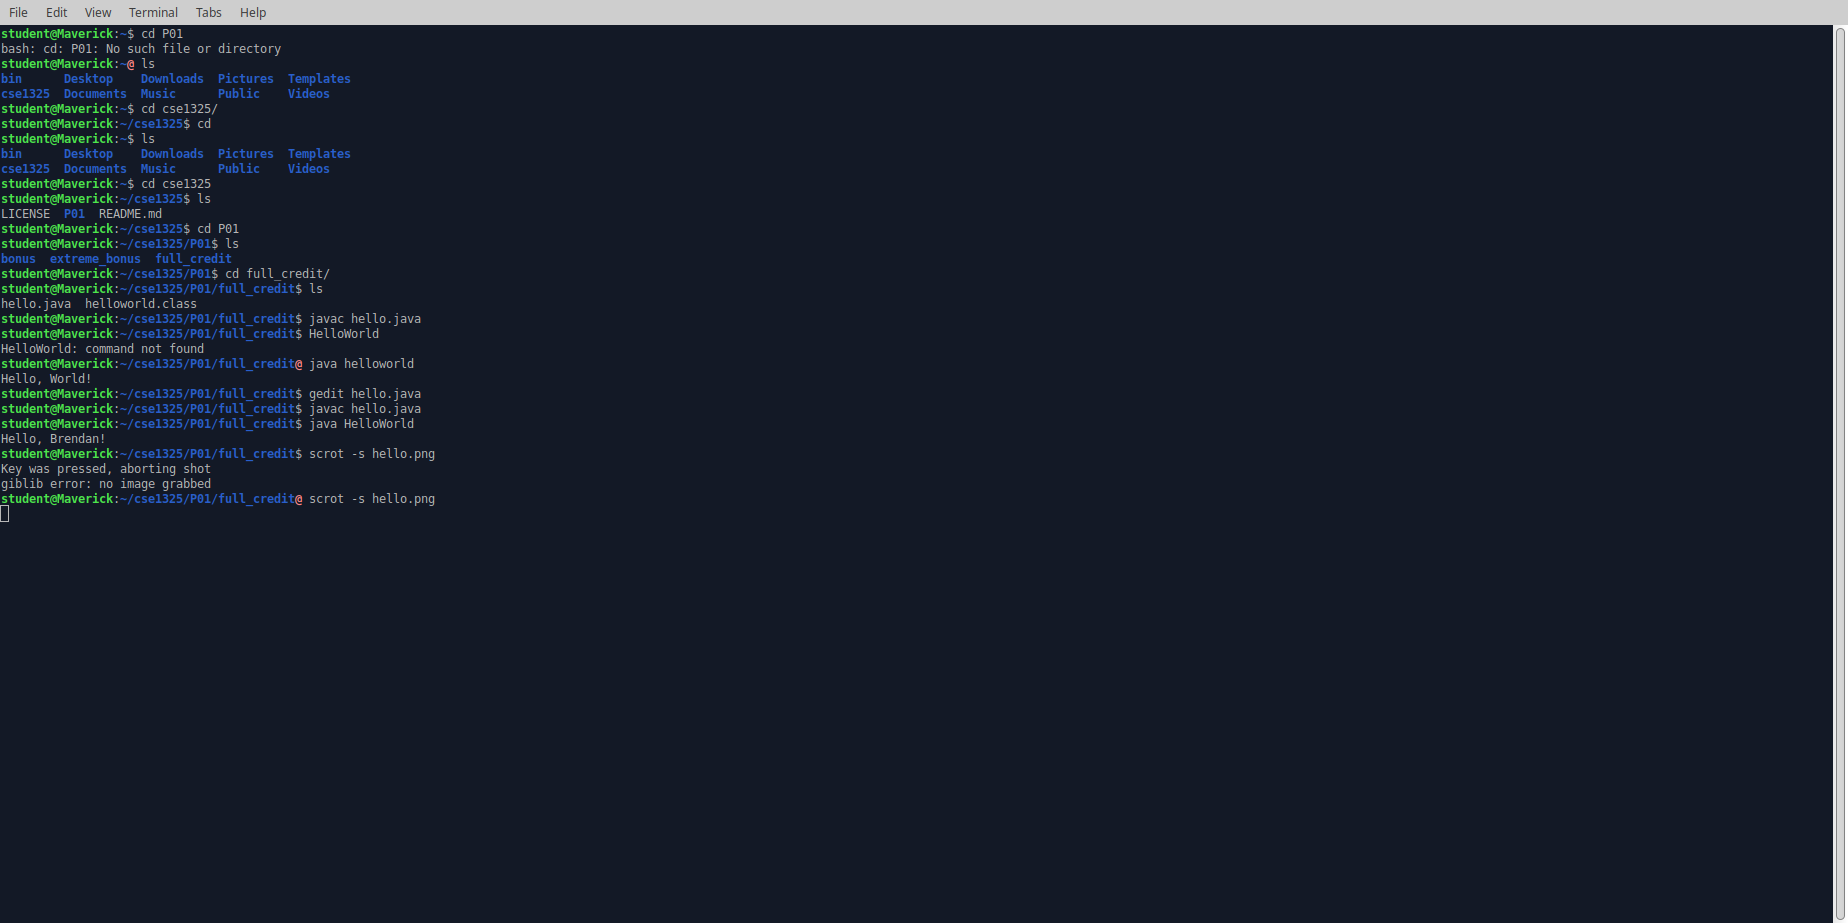 File Edit View Terminal Tabs Help
student@Maverick:~$ cd P01
bash: cd: P01: No such file or directory
student@Maverick:~@ ls
bin      Desktop    Downloads  Pictures  Templates
cse1325  Documents  Music      Public    Videos
student@Maverick:~$ cd cse1325/
student@Maverick:~/cse1325$ cd
student@Maverick:~$ ls
bin      Desktop    Downloads  Pictures  Templates
cse1325  Documents  Music      Public    Videos
student@Maverick:~$ cd cse1325
student@Maverick:~/cse1325$ ls
LICENSE  P01  README.md
student@Maverick:~/cse1325$ cd P01
student@Maverick:~/cse1325/P01$ ls
bonus  extreme_bonus  full_credit
student@Maverick:~/cse1325/P01$ cd full_credit/
student@Maverick:~/cse1325/P01/full_credit$ ls
hello.java  helloworld.class
student@Maverick:~/cse1325/P01/full_credit$ javac hello.java
student@Maverick:~/cse1325/P01/full_credit$ HelloWorld
HelloWorld: command not found
student@Maverick:~/cse1325/P01/full_credit@ java helloworld
Hello, World!
student@Maverick:~/cse1325/P01/full_credit$ gedit hello.java
student@Maverick:~/cse1325/P01/full_credit$ javac hello.java
student@Maverick:~/cse1325/P01/full_credit$ java HelloWorld
Hello, Brendan!
student@Maverick:~/cse1325/P01/full_credit$ scrot -s hello.png
Key was pressed, aborting shot
giblib error: no image grabbed
student@Maverick:~/cse1325/P01/full_credit@ scrot -s hello.png